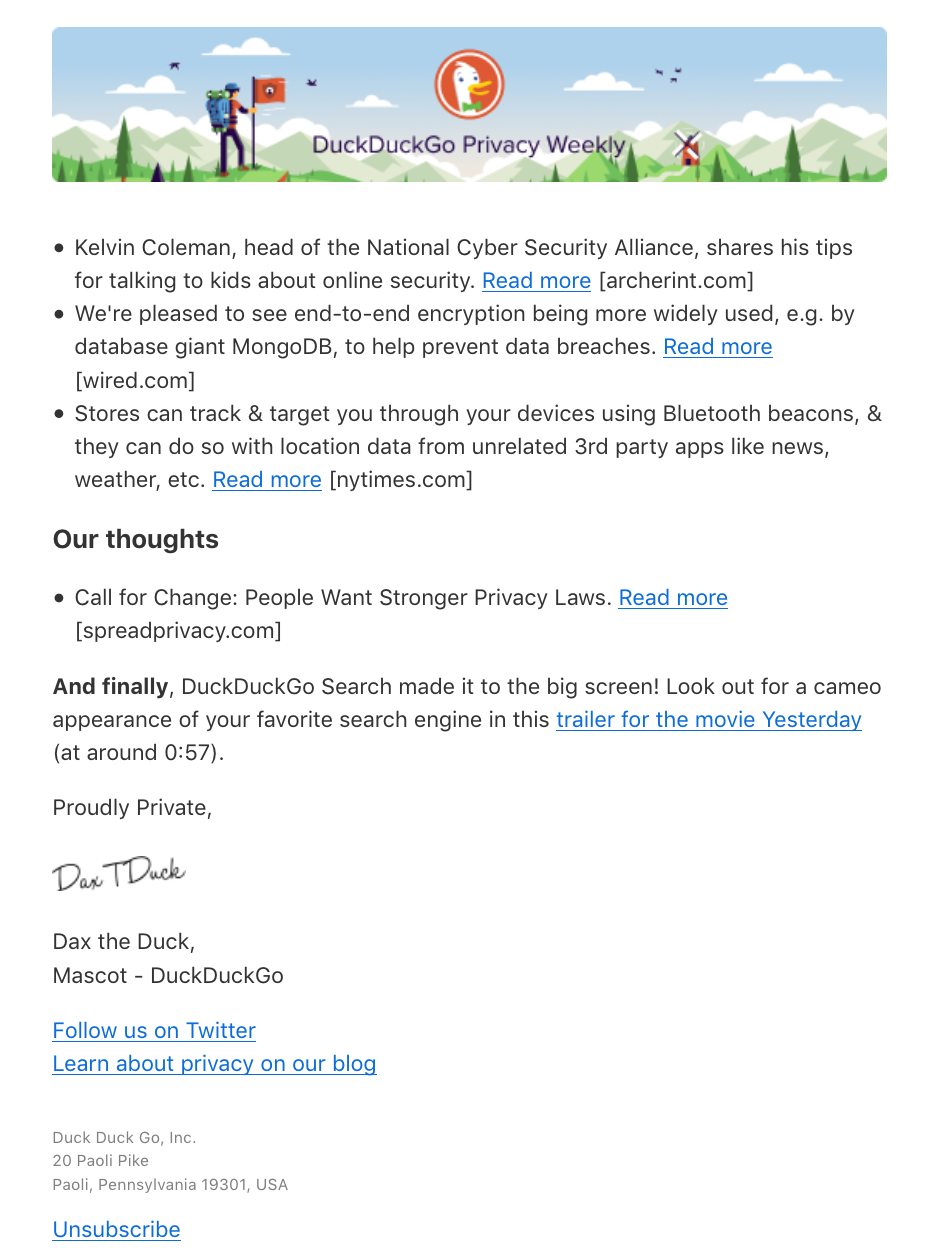 DuckDuckGo Privacy Weekly
• Kelvin Coleman, head of the National Cyber Security Alliance, shares his tips
for talking to kids about online security. Read more [archerint.com]
• We're pleased to see end-to-end encryption being more widely used, e.g. by
database giant MongoDB, to help prevent data breaches. Read more
[wired.com]
• Stores can track & target you through your devices using Bluetooth beacons, &
they can do so with location data from unrelated 3rd party apps like news,
weather, etc. Read more [nytimes.com]
Our thoughts
• Call for Change: People Want Stronger Privacy Laws. Read more
[spreadprivacy.com]
And finally, DuckDuckGo Search made it to the big screen! Look out for a cameo
appearance of your favorite search engine in this trailer for the movie Yesterday
(at around 0:57).
Proudly Private,
Dax T Duck
Dax the Duck,
Mascot - DuckDuckGo
Follow us on Twitter
Learn about privacy on our blog
Duck Duck Go, Inc.
20 Paoli Pike
Paoli, Pennsylvania 19301, USA
Unsubscribe